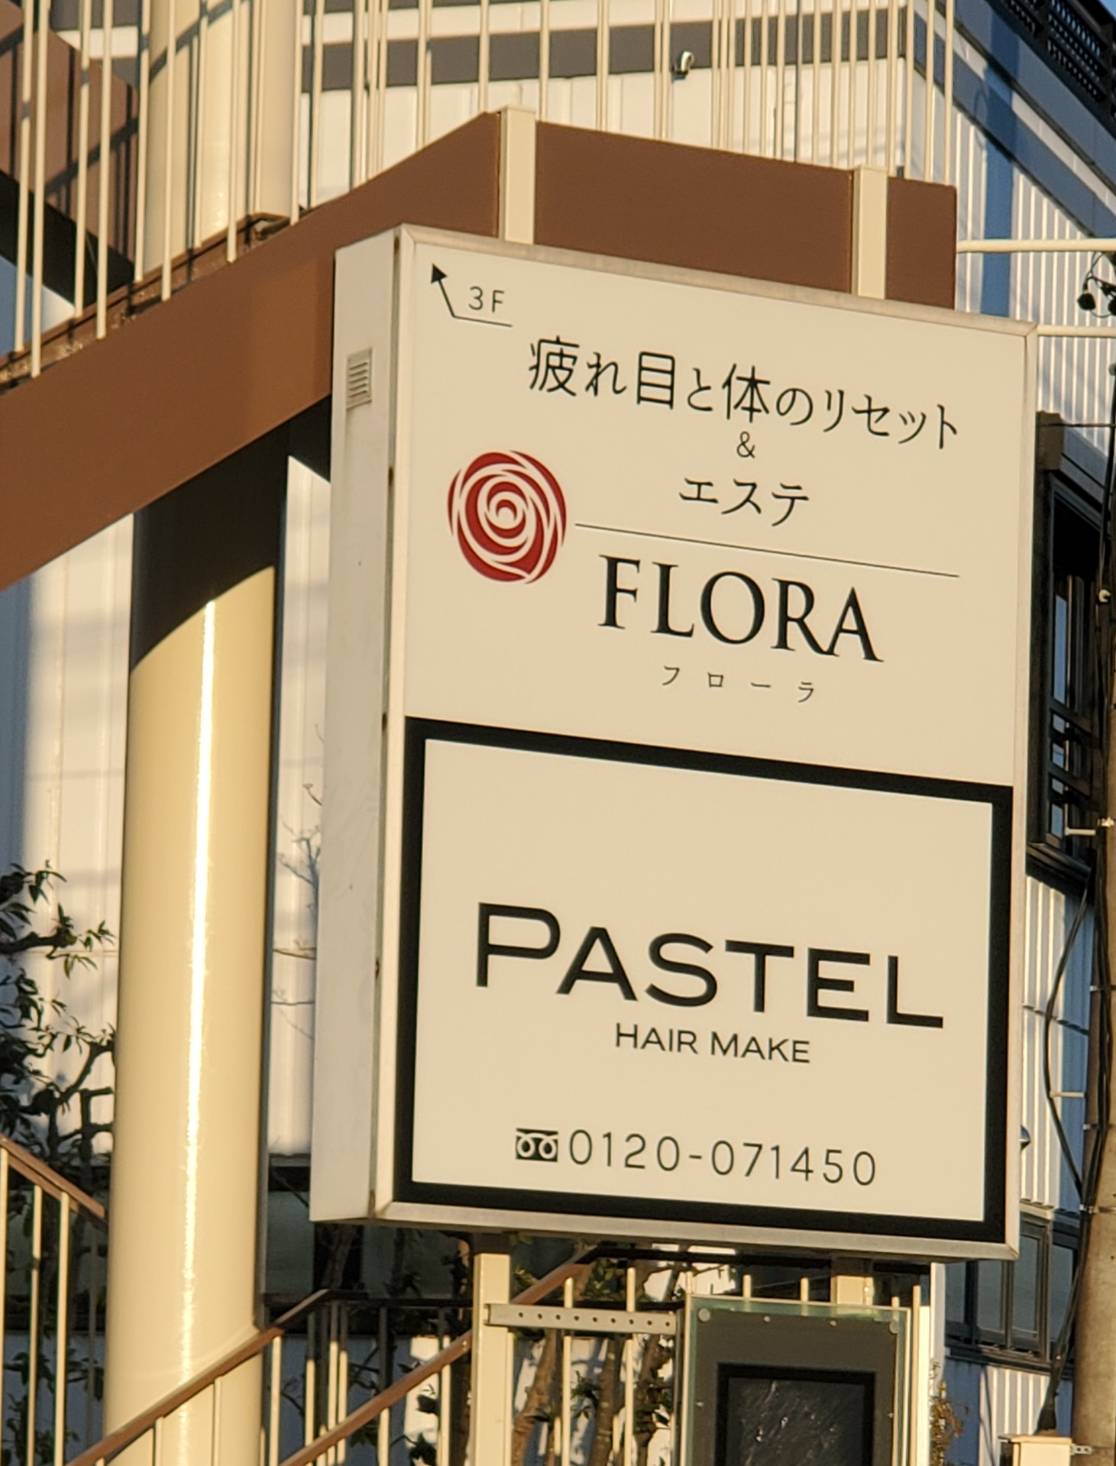 3F
疲れ目と体のリセット
&
エステ
FLORA
フローラ
PASTEL
HAIR MAKE
0120-071450